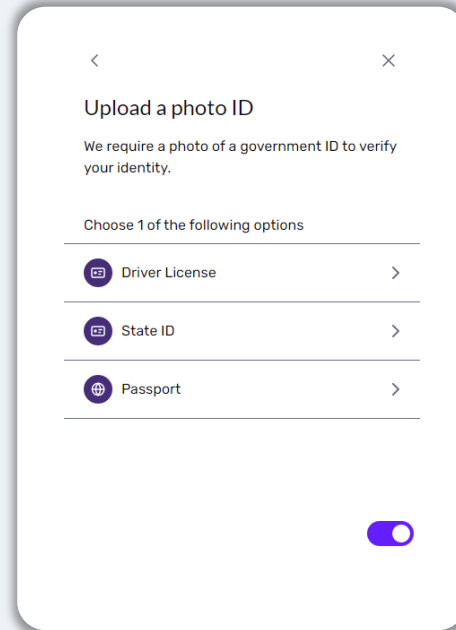 Upload a photo ID
We require a photo of a government ID to verify
your identity.
Choose 1 of the following options
Driver License
State ID
Passport